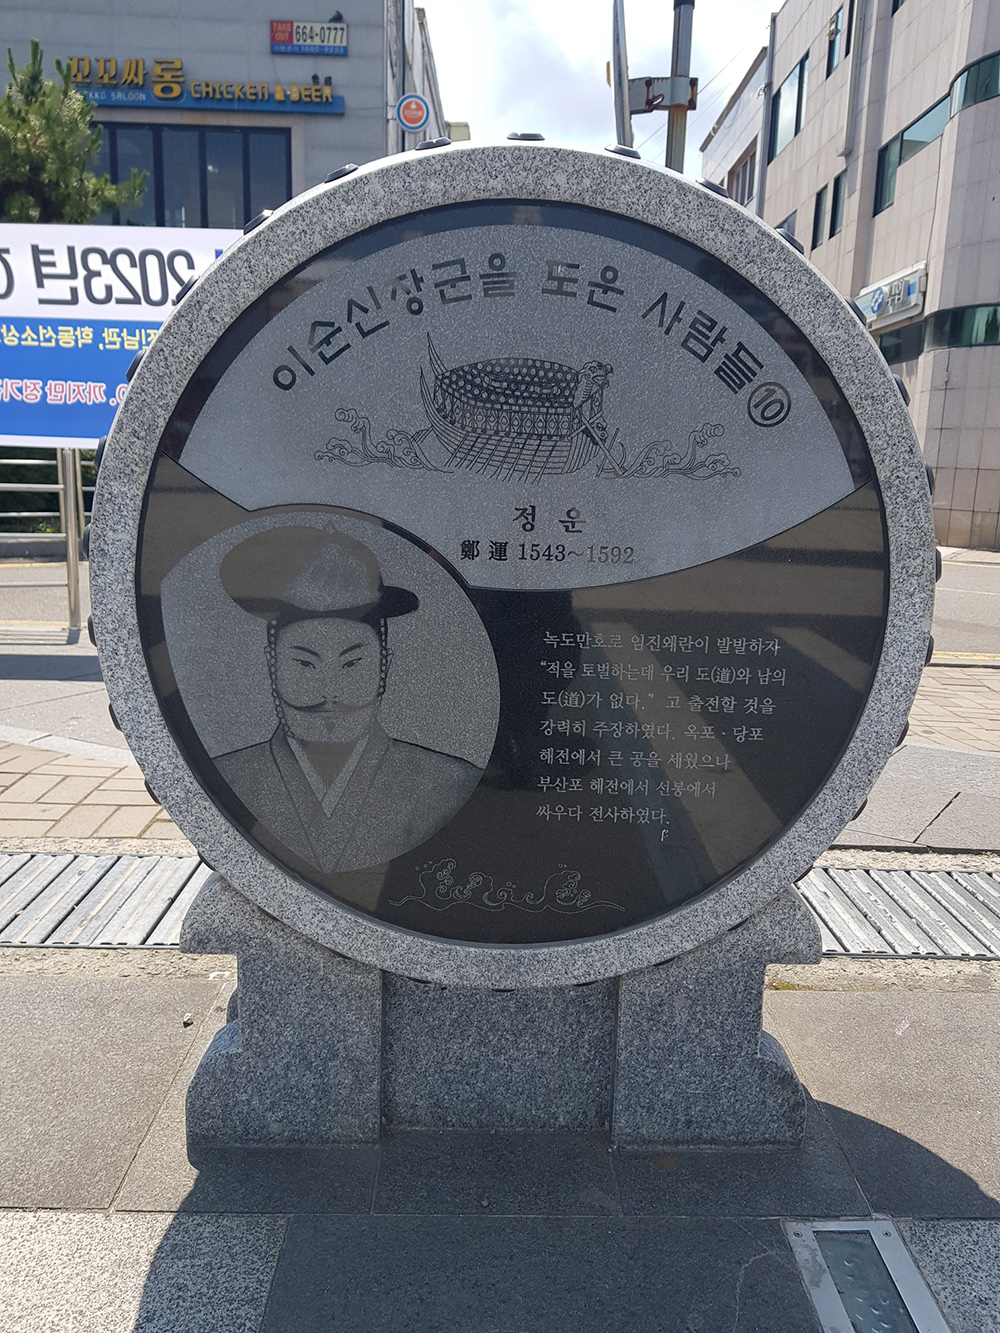 TAKE OUT
664-0777
꼬꼬싸롱 CHICKEN & BEER
SALOON
2023년
이순신장군을 도운 사람들⑩
정 운
鄭 運 1543~1592
녹도만호로 임진왜란이 발발하자
“적을 토벌하는데 우리 도(道)와 남의
도(道)가 없다.” 고 출전할 것을
강력히 주장하였다. 옥포·당포
해전에서 큰 공을 세웠으나
부산포 해전에서 선봉에서
싸우다 전사하였다.